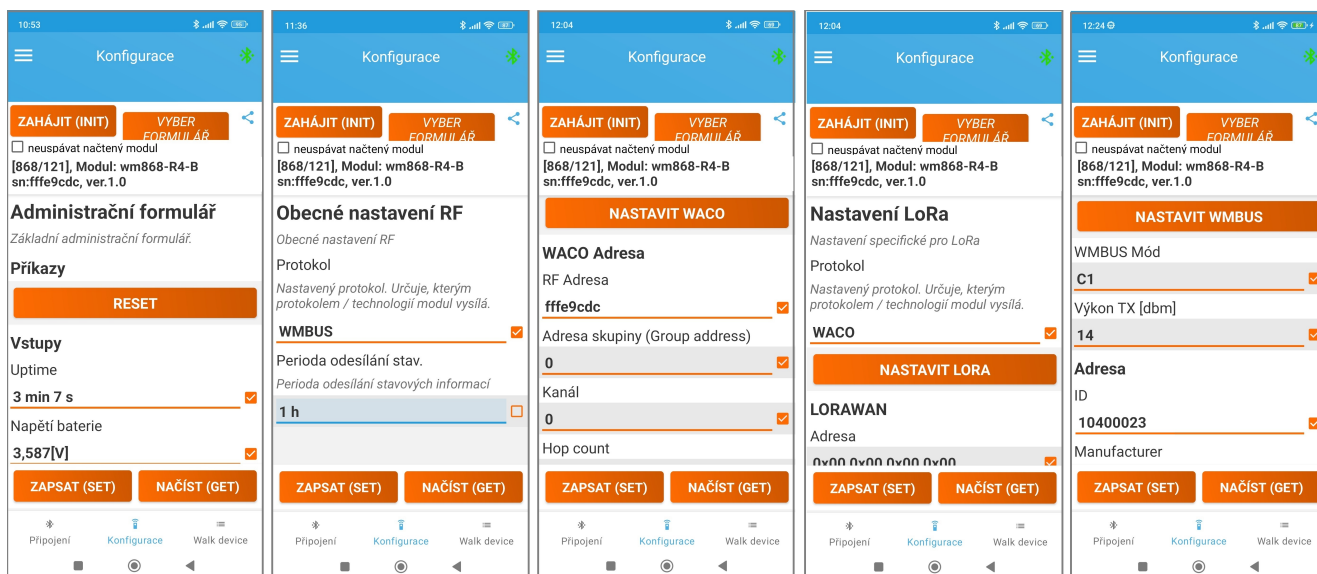 10:53
Konfigurace
ZAHÁJIT (INIT)
VYBER
FORMULÁŘ
neuspávat načtený modul
[868/121], Modul: wm868-R4-B
sn:fffe9cdc, ver.1.0
Administrační formulář
Základní administrační formulář.
Příkazy
RESET
Vstupy
Uptime
3 min 7 s
Napětí baterie
3,587[V]
ZAPSAT (SET)
NAČÍST (GET)
Připojení
Konfigurace
Walk device
11:36
Konfigurace
ZAHÁJIT (INIT)
VYBER
FORMULÁŘ
neuspávat načtený modul
[868/121], Modul: wm868-R4-B
sn:fffe9cdc, ver.1.0
Obecné nastavení RF
Obecné nastavení RF
Protokol
Nastavený protokol. Určuje, kterým
protokolem / technologií modul vysílá.
WMBUS
Perioda odesílání stav.
Perioda odesílání stavových informací
1 h
ZAPSAT (SET)
NAČÍST (GET)
Připojení
Konfigurace
Walk device
12:04
Konfigurace
ZAHÁJIT (INIT)
VYBER
FORMULÁŘ
neuspávat načtený modul
[868/121], Modul: wm868-R4-B
sn:fffe9cdc, ver.1.0
NASTAVIT WACO
WACO Adresa
RF Adresa
fffe9cdc
Adresa skupiny (Group address)
0
Kanál
0
Hop count
ZAPSAT (SET)
NAČÍST (GET)
Připojení
Konfigurace
Walk device
12:04
Konfigurace
ZAHÁJIT (INIT)
VYBER
FORMULÁŘ
neuspávat načtený modul
[868/121], Modul: wm868-R4-B
sn:fffe9cdc, ver.1.0
Nastavení LoRa
Nastavení specifické pro LoRa
Protokol
Nastavený protokol. Určuje, kterým
protokolem / technologií modul vysílá.
WACO
NASTAVIT LORA
LORAWAN
Adresa
0x00 0x00 0x00 0x00
ZAPSAT (SET)
NAČÍST (GET)
Připojení
Konfigurace
Walk device
12:24
Konfigurace
ZAHÁJIT (INIT)
VYBER
FORMULÁŘ
neuspávat načtený modul
[868/121], Modul: wm868-R4-B
sn:fffe9cdc, ver.1.0
NASTAVIT WMBUS
WMBUS Mód
C1
Výkon TX [dbm]
14
Adresa
ID
10400023
Manufacturer
ZAPSAT (SET)
NAČÍST (GET)
Připojení
Konfigurace
Walk device